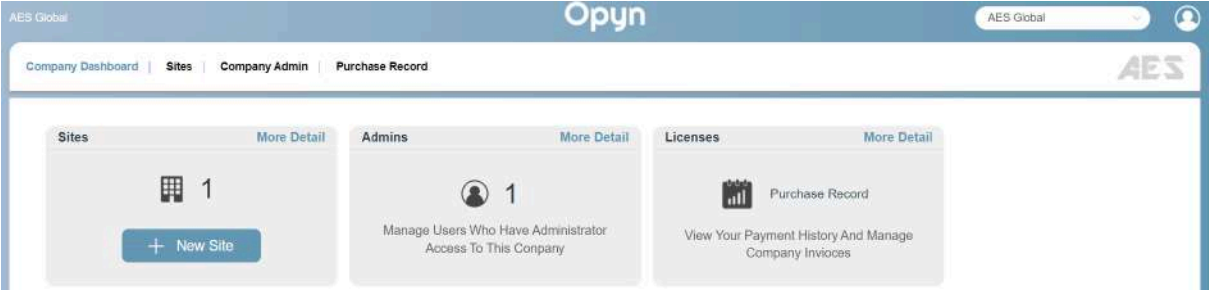 AES Global
Opyn
AES Global
Company Dashboard | Sites | Company Admin | Purchase Record
AES
Sites More Detail
1
+ New Site
Admins More Detail
1
Manage Users Who Have Administrator
Access To This Conpany
Licenses More Detail
Purchase Record
View Your Payment History And Manage
Company Invioces